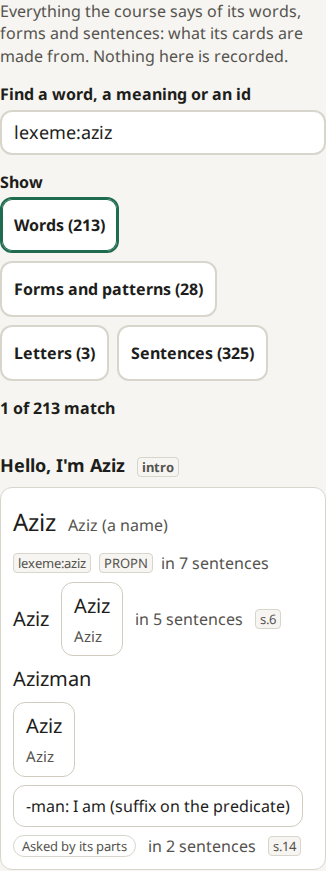 Everything the course says of its words,
forms and sentences: what its cards are
made from. Nothing here is recorded.
Find a word, a meaning or an id
lexeme:aziz
Show
Words (213)
Forms and patterns (28)
Letters (3) Sentences (325)
1 of 213 match
Hello, I'm Aziz intro
Aziz Aziz (a name)
lexeme:aziz PROPN in 7 sentences
Aziz Aziz in 5 sentences s.6
Aziz
Azizman
Aziz
Aziz
-man: I am (suffix on the predicate)
Asked by its parts in 2 sentences s.14